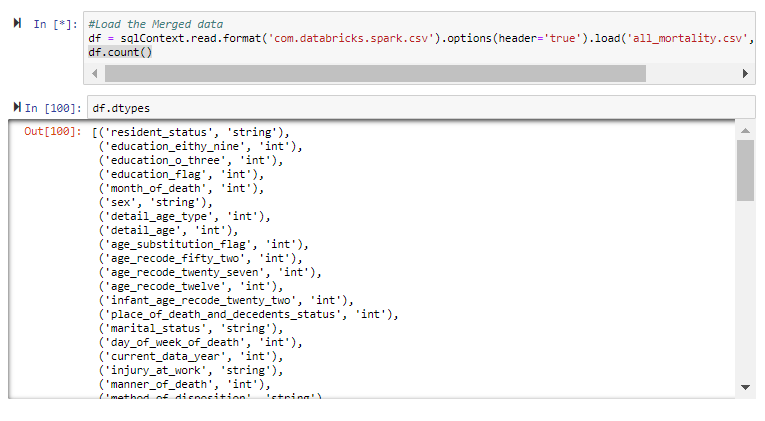 In [*]:
#Load the Merged data
df = sqlContext.read.format('com.databricks.spark.csv').options(header='true').load('all_mortality.csv',
df.count()
In [100]: df.dtypes
Out[100]: [('resident_status', 'string'),
('education_eithy_nine', 'int'),
('education_o_three', 'int'),
('education_flag', 'int'),
('month_of_death', 'int'),
('sex', 'string'),
('detail_age_type', 'int'),
('detail_age', 'int'),
('age_substitution_flag', 'int'),
('age_recode_fifty_two', 'int'),
('age_recode_twenty_seven', 'int'),
('age_recode_twelve', 'int'),
('infant_age_recode_twenty_two', 'int'),
('place_of_death_and_decedents_status', 'int'),
('marital_status', 'string'),
('day_of_week_of_death', 'int'),
('current_data_year', 'int'),
('injury_at_work', 'string'),
('manner_of_death', 'int'),
('method_of_disposition', 'string')